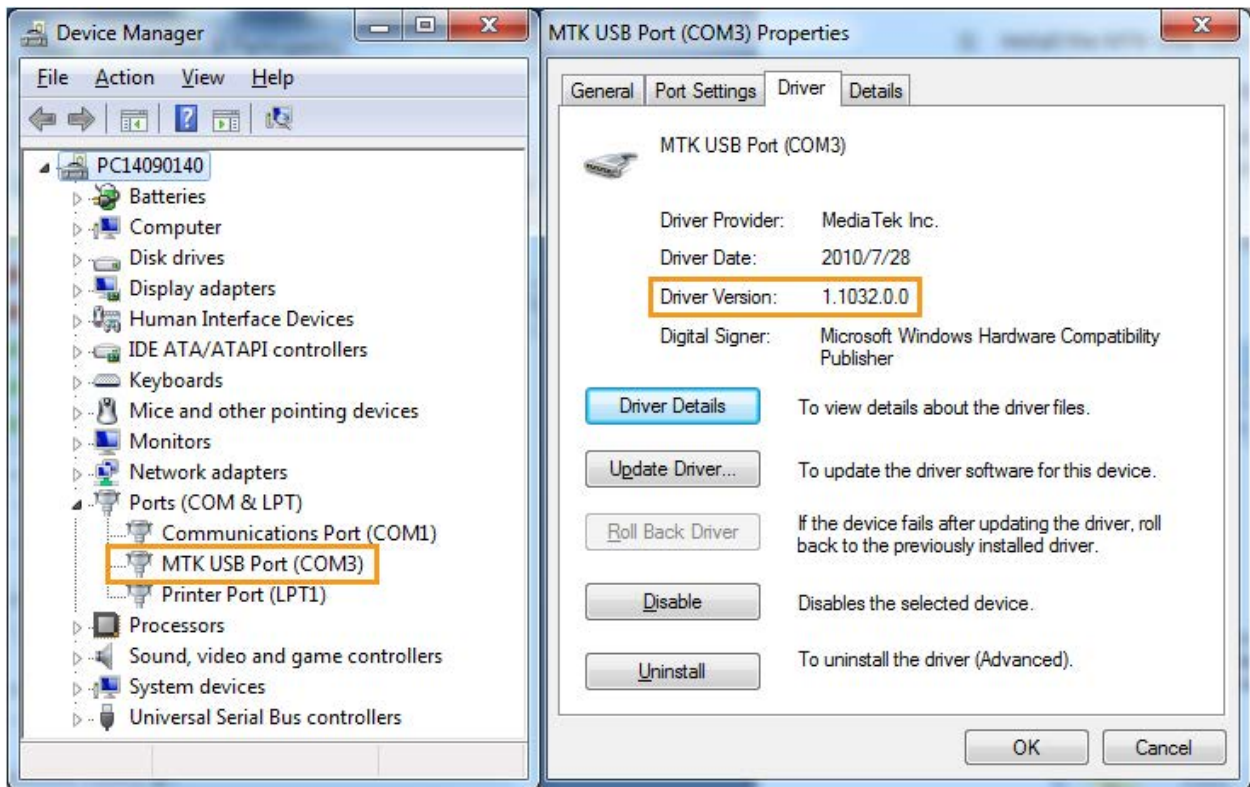 Device Manager
File Action View Help
PC14090140
Batteries
Computer
Disk drives
Display adapters
Human Interface Devices
IDE ATA/ATAPI controllers
Keyboards
Mice and other pointing devices
Monitors
Network adapters
Ports (COM & LPT)
Communications Port (COM1)
MTK USB Port (COM3)
Printer Port (LPT1)
Processors
Sound, video and game controllers
System devices
Universal Serial Bus controllers
MTK USB Port (COM3) Properties
General Port Settings Driver Details
MTK USB Port (COM3)
Driver Provider: MediaTek Inc.
Driver Date: 2010/7/28
Driver Version: 1.1032.0.0
Digital Signer: Microsoft Windows Hardware Compatibility
Publisher
Driver Details To view details about the driver files.
Update Driver... To update the driver software for this device.
Roll Back Driver If the device fails after updating the driver, roll
back to the previously installed driver.
Disable Disables the selected device.
Uninstall To uninstall the driver (Advanced).
OK Cancel